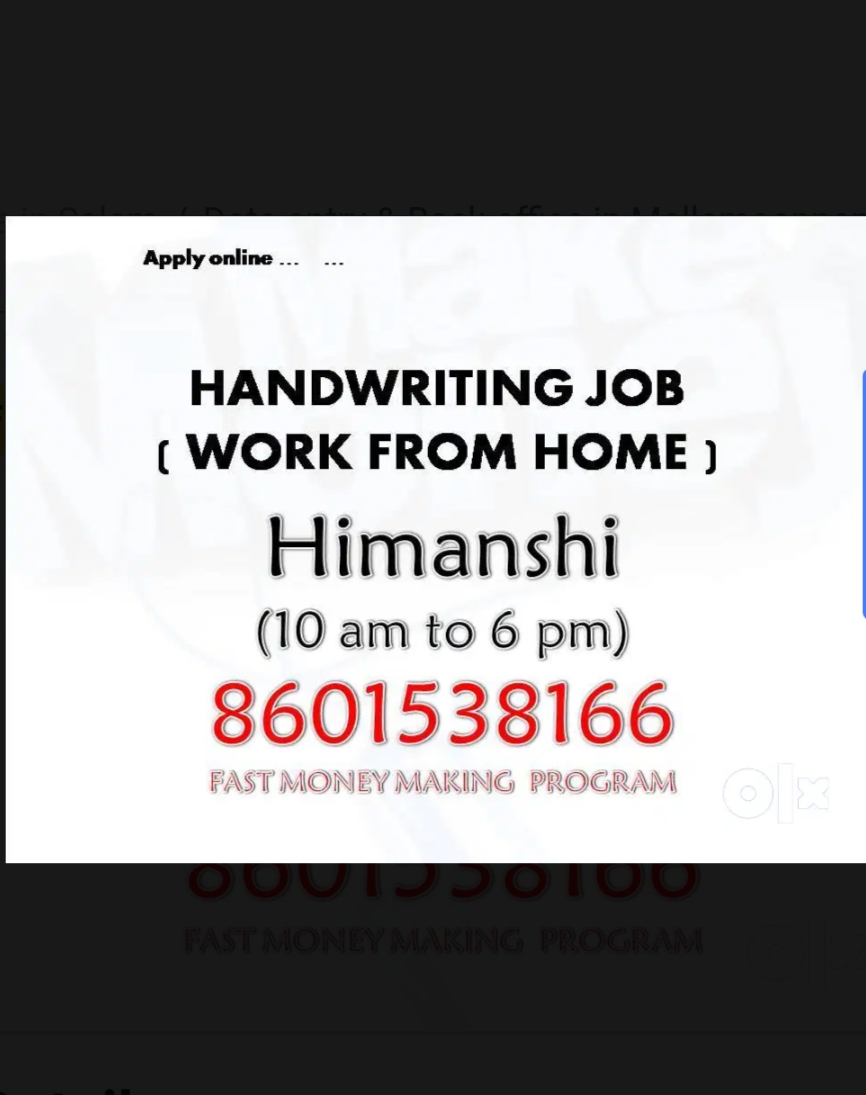 Apply online ... ...
HANDWRITING JOB
( WORK FROM HOME )
Himanshi
(10 am to 6 pm)
8601538166
FAST MONEY MAKING PROGRAM
olx
8601538166
FAST MONEY MAKING PROGRAM